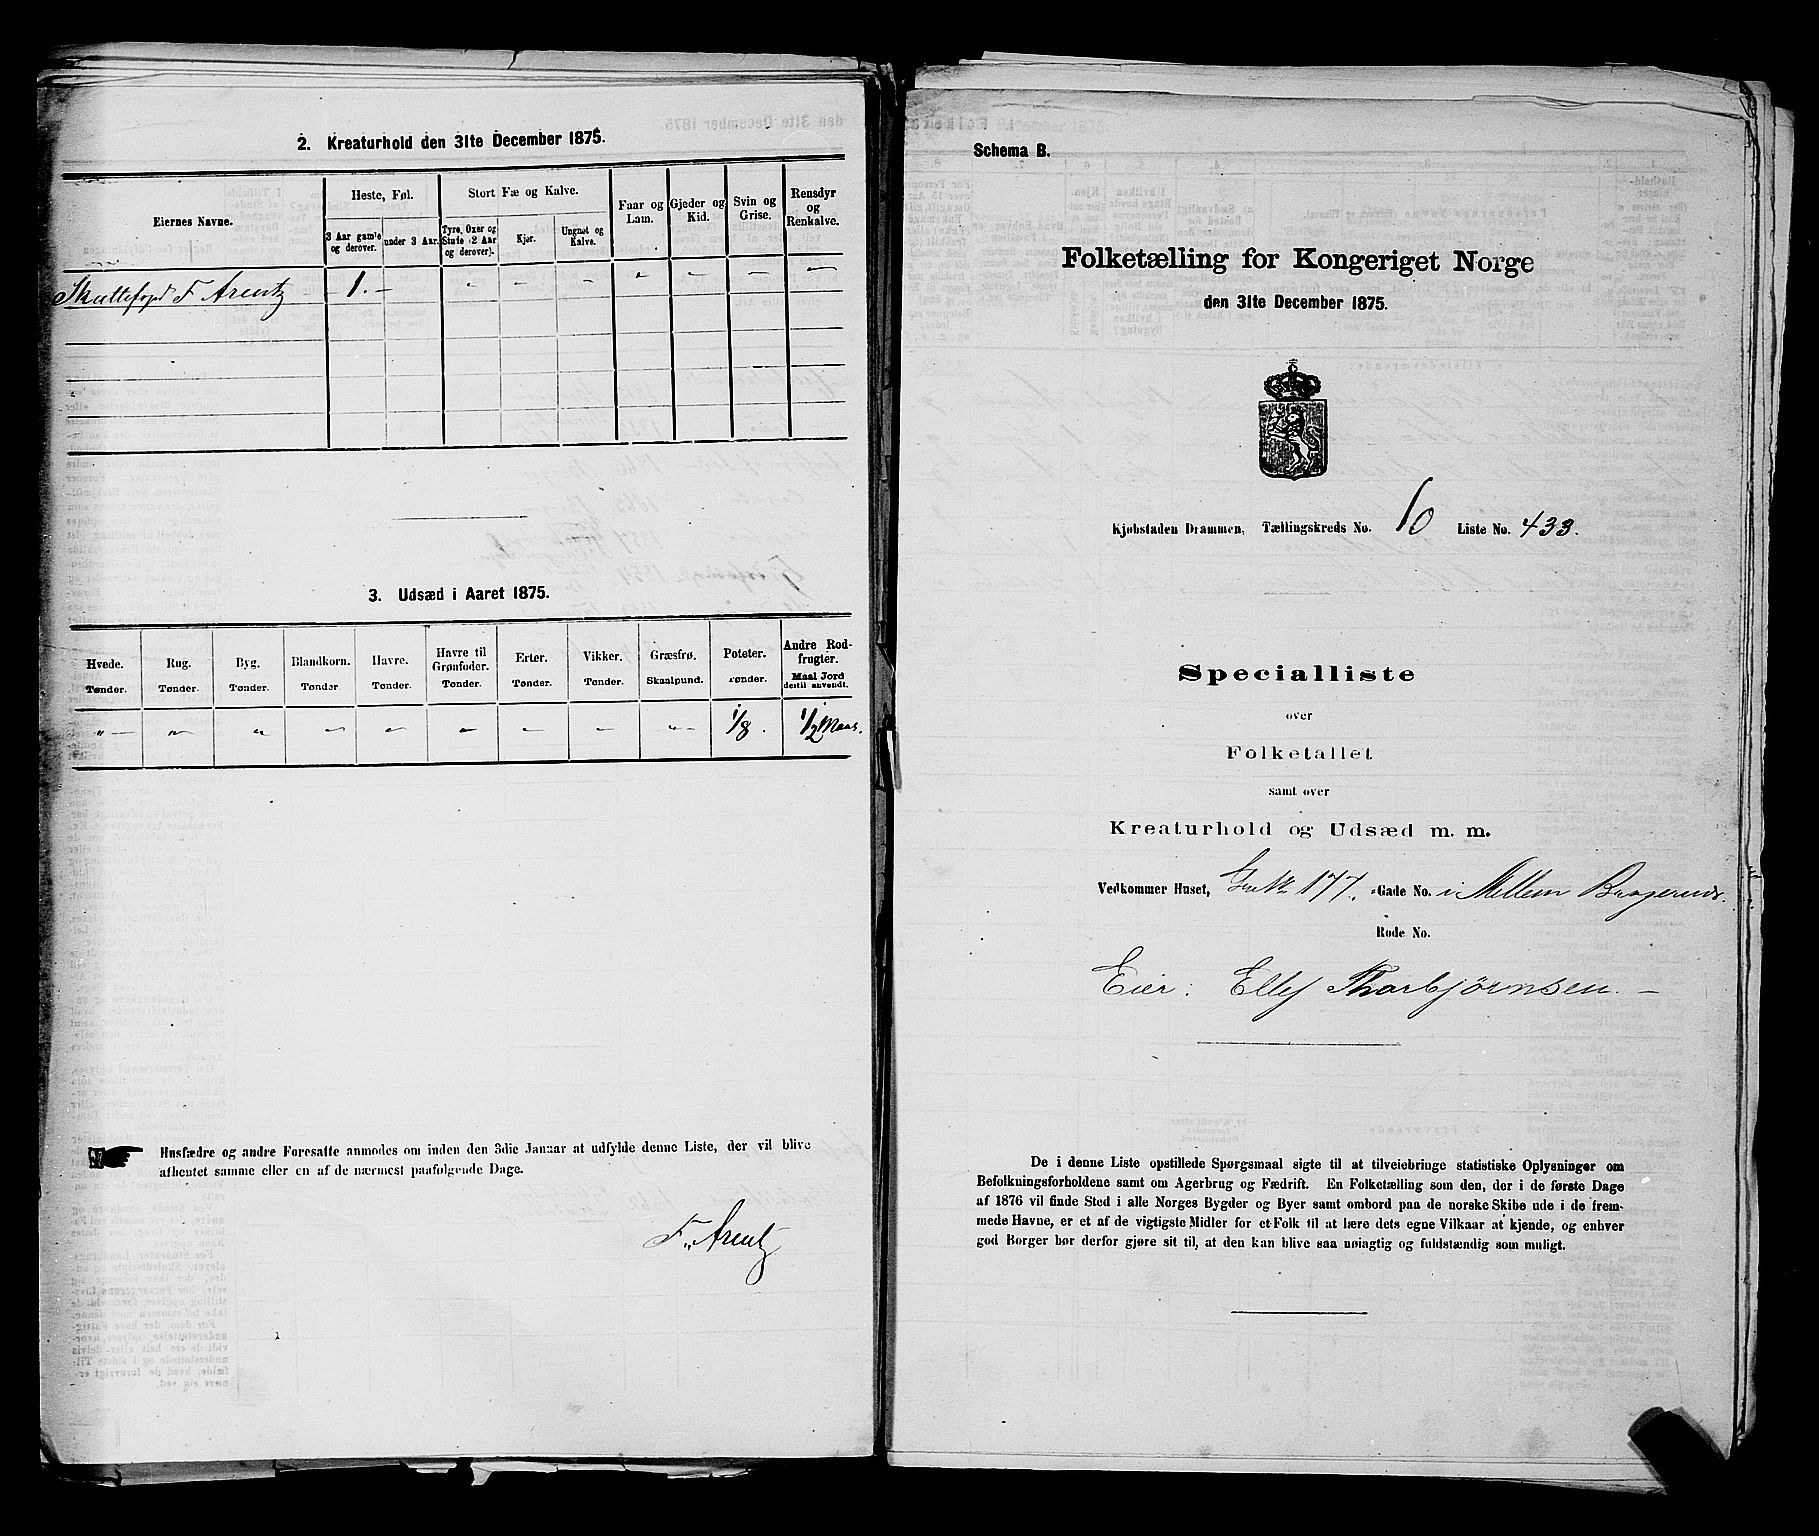 2. Kreaturhold den 31te December 1875.
Eiernes Navne.
Heste, Føl.
3 Aar gamle og derover.
under 3 Aar.
Stort Fæ og Kalve.
Tyre, Oxer og Stude (2 Aar og derover).
Kjør.
Ungnøt og Kalve.
Faar og Lam.
Gjeder og Kid.
Svin og Grise.
Rensdyr og Renkalve.
F Arentz 1. - " - - " - - -
3. Udsæd i Aaret 1875.
Hvede. Tønder.
Rug. Tønder.
Byg. Tønder.
Blandkorn. Tønder
Havre. Tønder.
Havre til Grønfoder. Tønder.
Erter. Tønder.
Vikker. Tønder.
Græsfrø. Skaalpund.
Poteter. Tønder.
Andre Rodfrugter. Maal Jord dertil anvendt.
" " " " " " " " " 1/8. 1/2 Maal.
Husfædre og andre Foresatte anmodes om inden den 3die Januar at udfylde denne Liste, der vil blive
afhentet samme eller en af de nærmest paafølgende Dage.
F. Arentz
Schema B.
Folketælling for Kongeriget Norge
den 31te December 1875.
Kjøbstaden Drammen, Tællingskreds No. 10 Liste No. 433.
Specialliste
over
Folketallet
samt over
Kreaturhold og Udsæd m. m.
Vedkommer Huset, 177. -Gade No. i Mellem
Rode No.
Eier: Ellef Thorbjørnsen. -
De i denne Liste opstillede Spørgsmaal sigte til at tilveiebringe statistiske Oplysninger om
Befolkningsforholdene samt om Agerbrug og Fædrift. En Folketælling som den, der i de første Dage
af 1876 vil finde Sted i alle Norges Bygder og Byer samt ombord paa de norske Skibe ude i de frem-
mede Havne, er et af de vigtigste Midler for et Folk til at lære dets egne Vilkaar at kjende, og enhver
god Borger bør derfor gjøre sit til, at den kan blive saa nøiagtig og fuldstændig som muligt.